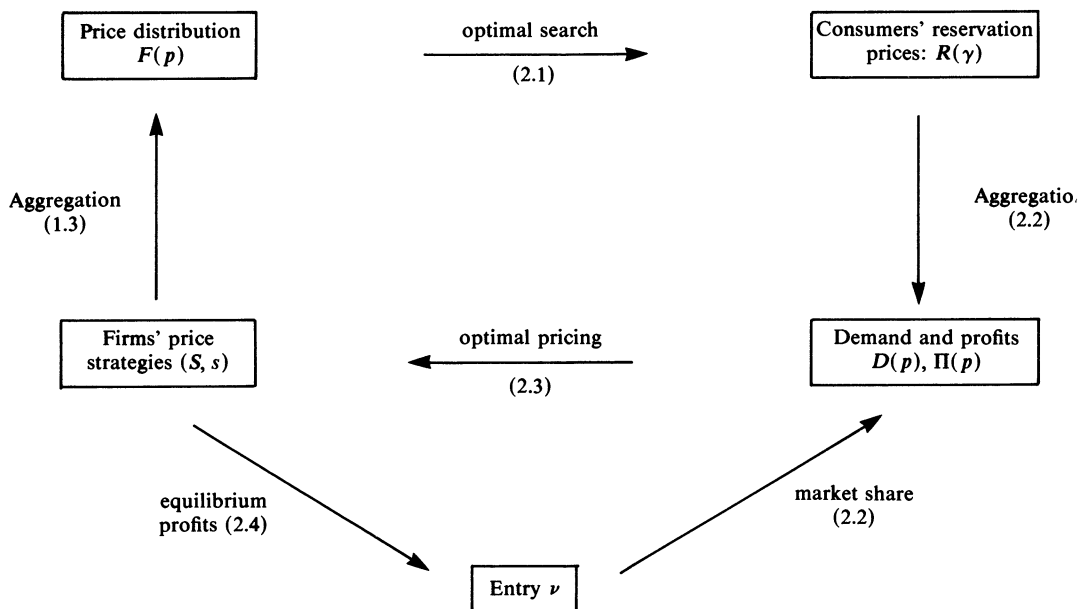 Price distribution
F(p)
optimal search
(2.1)
Consumers' reservation
prices: R(γ)
Aggregation
(1.3)
Aggregatio
(2.2)
Firms' price
strategies (S, s)
optimal pricing
(2.3)
Demand and profits
D(p), Π(p)
equilibrium
profits (2.4)
market share
(2.2)
Entry ν